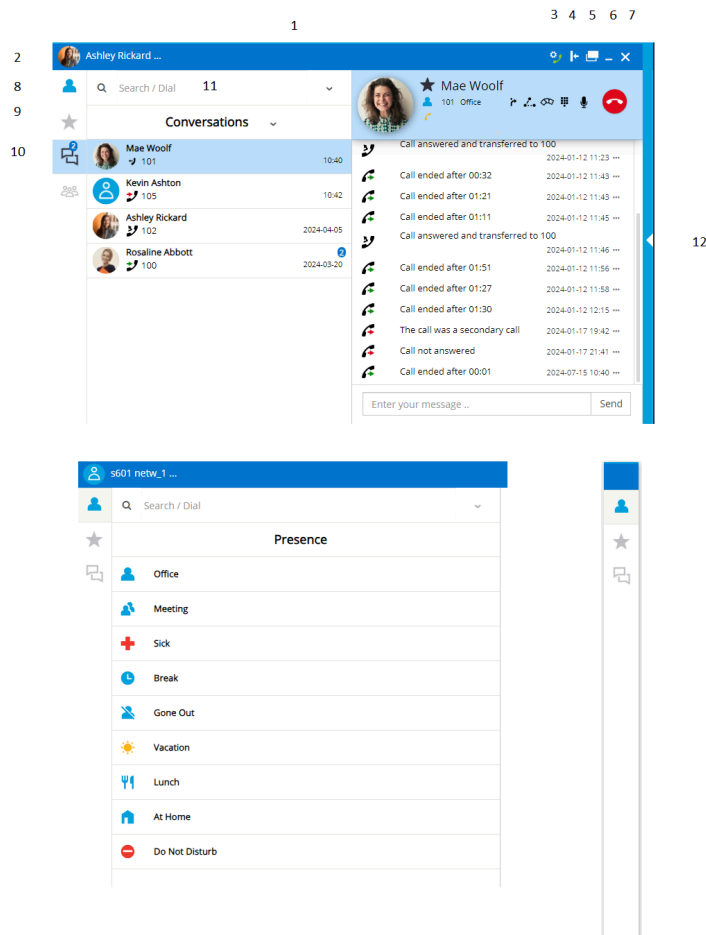 3 4 5 6 7
1
2
Ashley Rickard ...
8
Search / Dial
11
Mae Woolf
101 Office
9
Conversations
10
2
Mae Woolf
101
10:40
Kevin Ashton
105
10:42
Ashley Rickard
102
2024-04-05
Rosaline Abbott
2
100
2024-03-20
Call answered and transferred to 100
2024-01-12 11:23 ···
Call ended after 00:32
2024-01-12 11:43 ···
Call ended after 01:21
2024-01-12 11:43 ···
Call ended after 01:11
2024-01-12 11:45 ···
Call answered and transferred to 100
2024-01-12 11:46 ···
12
Call ended after 01:51
2024-01-12 11:56 ···
Call ended after 01:27
2024-01-12 11:58 ···
Call ended after 01:30
2024-01-12 12:15 ···
The call was a secondary call
2024-01-17 19:42 ···
Call not answered
2024-01-17 21:41 ···
Call ended after 00:01
2024-07-15 10:40 ···
Enter your message ..
Send
s601 netw_1 ...
Search / Dial
Presence
Office
Meeting
Sick
Break
Gone Out
Vacation
Lunch
At Home
Do Not Disturb